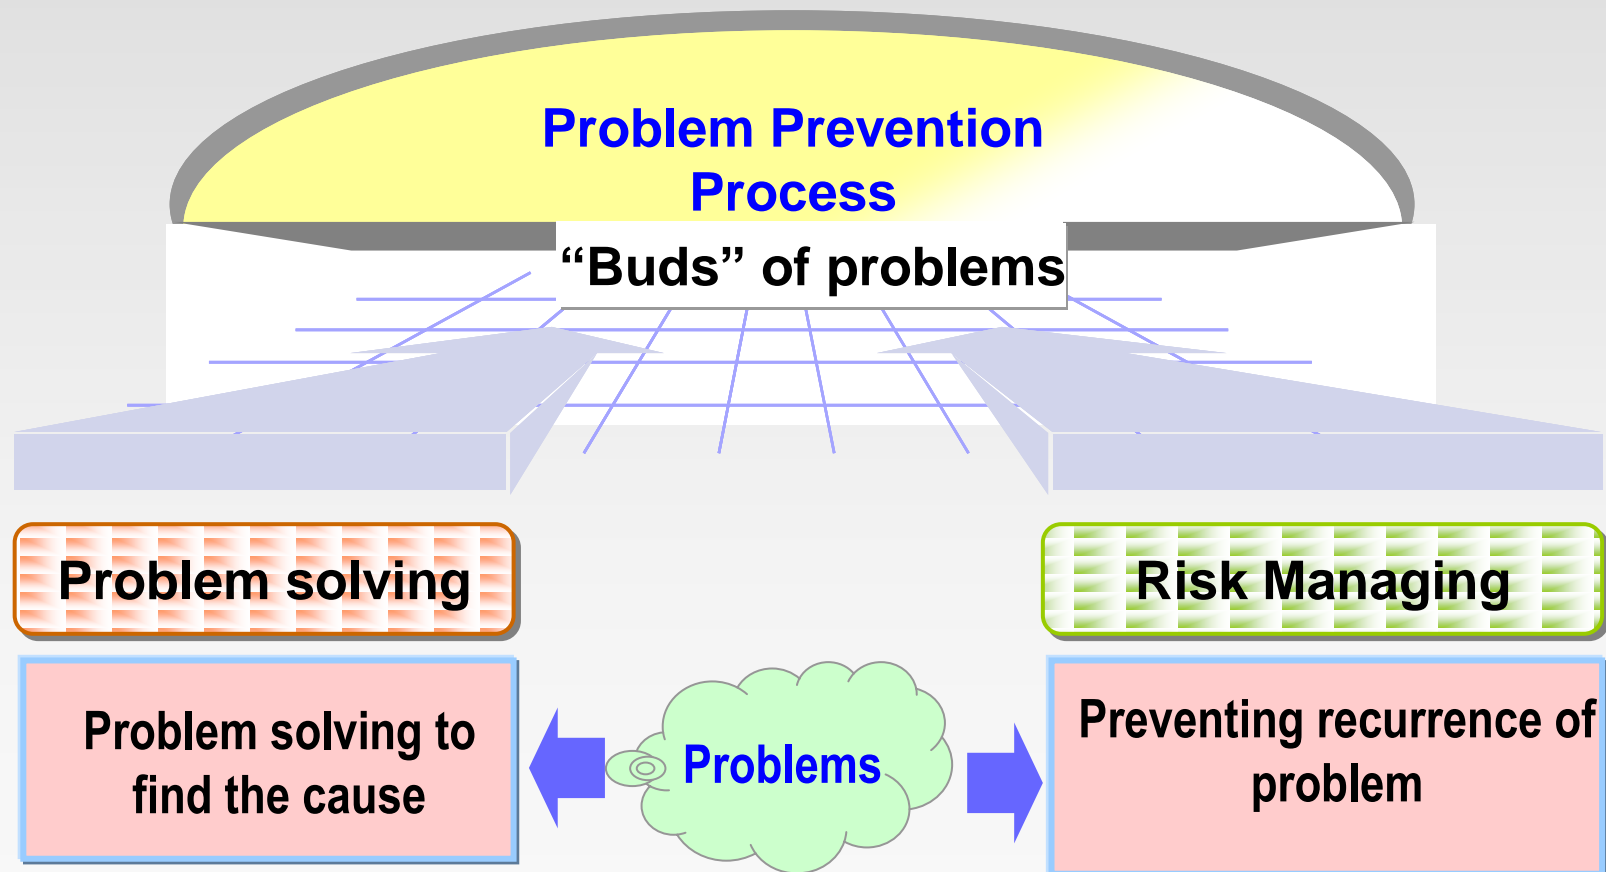 Problem Prevention
Process
“Buds” of problems
Problem solving
Risk Managing
Problem solving to
find the cause
Problems
Preventing recurrence of
problem